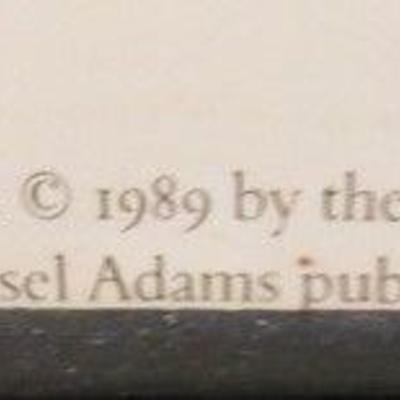 © 1989 by the
sel Adams pub